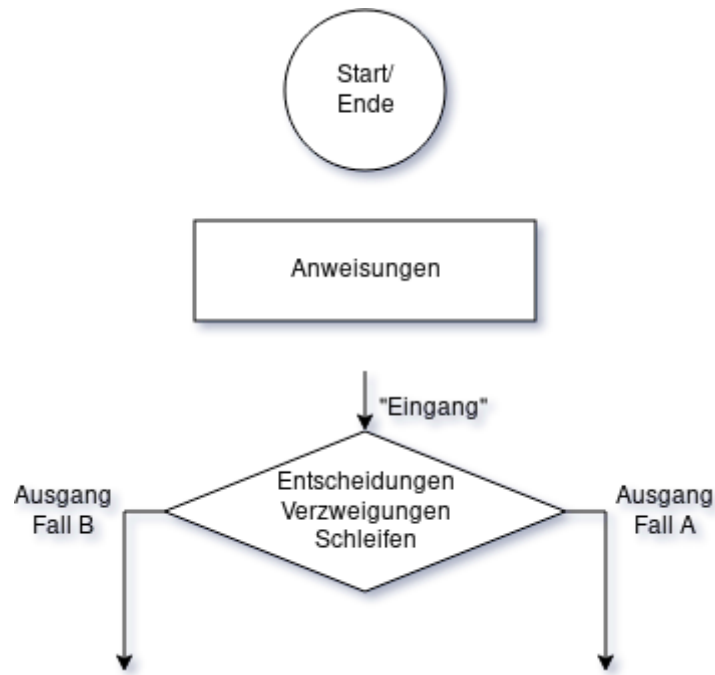 Start/
Ende
Anweisungen
"Eingang"
Entscheidungen
Verzweigungen
Schleifen
Ausgang
Fall B
Ausgang
Fall A